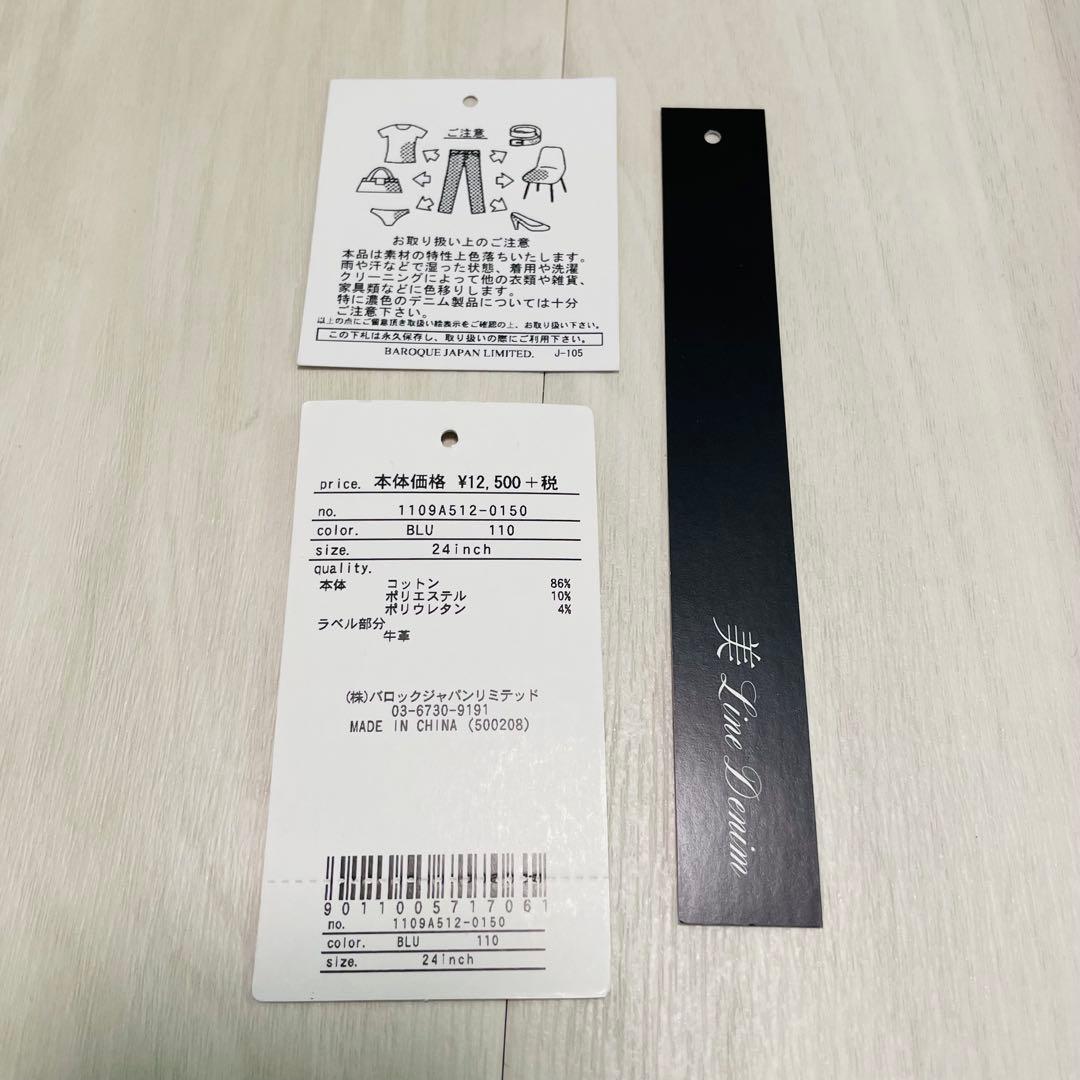 ご注意
お取り扱い上のご注意
本品は素材の特性上色落ちいたします。
雨や汗などで湿った状態、着用や洗濯
クリーニングによって他の衣類や雑貨、
家具類などに色移りします。
特に濃色のデニム製品については十分
ご注意下さい。
以上の点にご留意頂き取扱い絵表示をご確認の上、お取り扱い下さい。
この下札は永久保存し、取り扱いの際にご利用下さい。
BAROQUE JAPAN LIMITED. J-105
price. 本体価格 ¥12,500+税
no. 1109A512-0150
color. BLU 110
size. 24inch
quality.
本体 コットン 86%
ポリエステル 10%
ポリウレタン 4%
ラベル部分
牛革
(株)バロックジャパンリミテッド
03-6730-9191
MADE IN CHINA (500208)
9011005717061
no. 1109A512-0150
color. BLU 110
size. 24inch
美 Line Denim